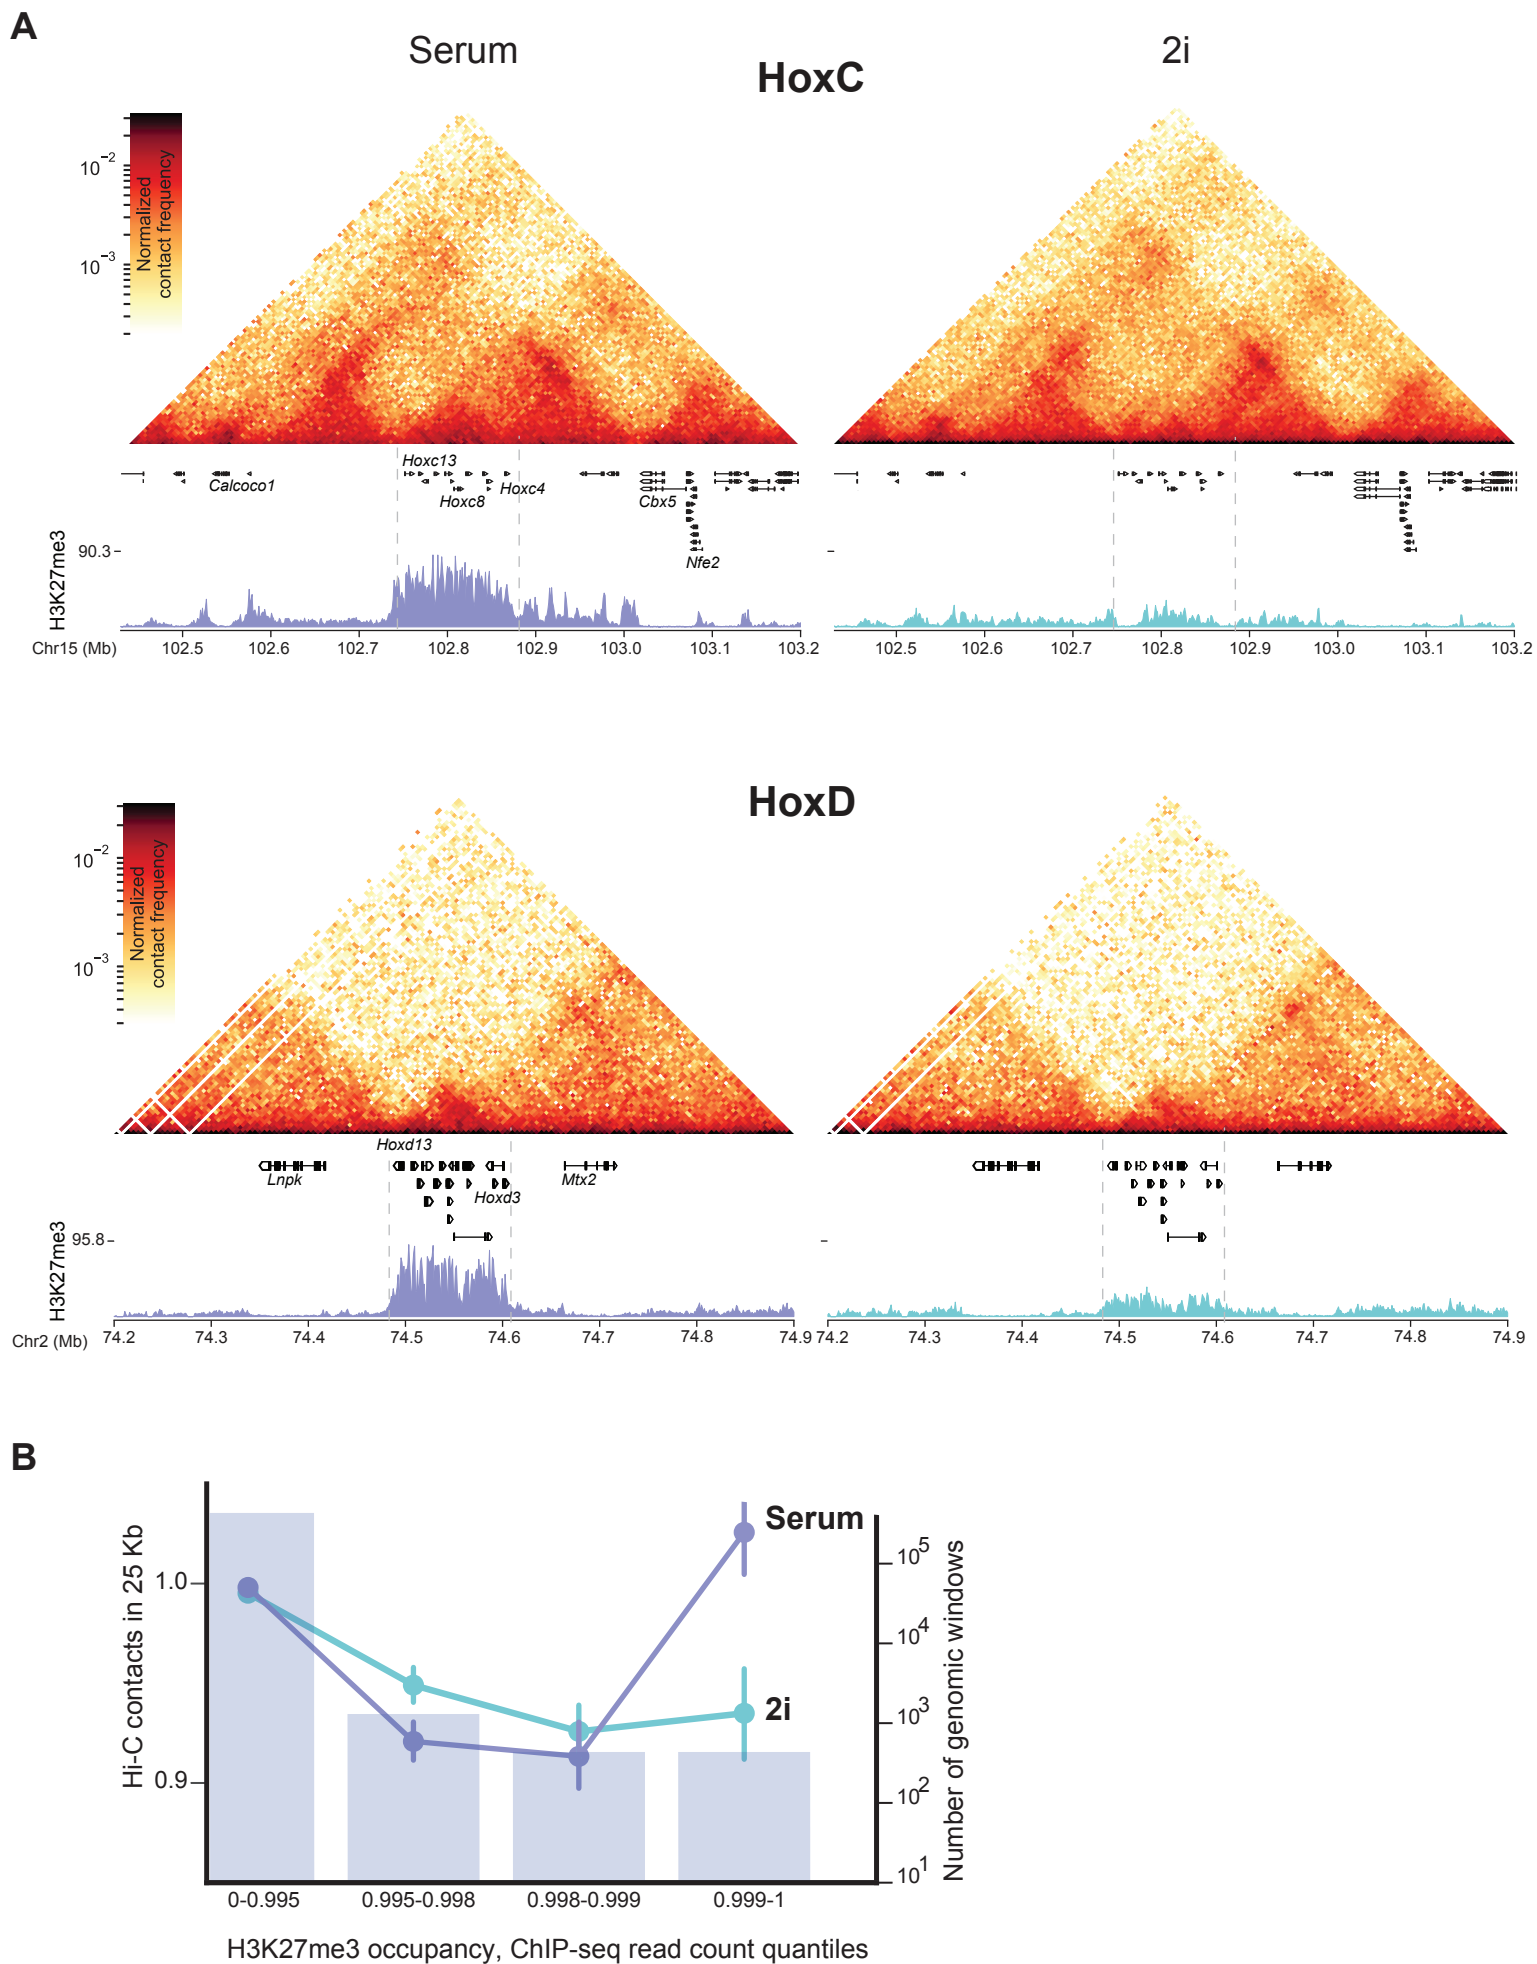 A
Serum
2i
HoxC
10−2
10−3
Normalized
contact frequency
Hoxc13
Calcoco1
Hoxc8
Hoxc4
Cbx5
Nfe2
H3K27me3
90.3
Chr15 (Mb)
102.5 102.6 102.7 102.8 102.9 103.0 103.1 103.2
102.5 102.6 102.7 102.8 102.9 103.0 103.1 103.2
HoxD
10−2
10−3
Normalized
contact frequency
Hoxd13
Lnpk
Hoxd3
Mtx2
H3K27me3
95.8
Chr2 (Mb)
74.2 74.3 74.4 74.5 74.6 74.7 74.8 74.9
74.2 74.3 74.4 74.5 74.6 74.7 74.8 74.9
B
Hi-C contacts in 25 Kb
1.0
0.9
Serum
2i
105
104
103
102
101
Number of genomic windows
0-0.995 0.995-0.998 0.998-0.999 0.999-1
H3K27me3 occupancy, ChIP-seq read count quantiles